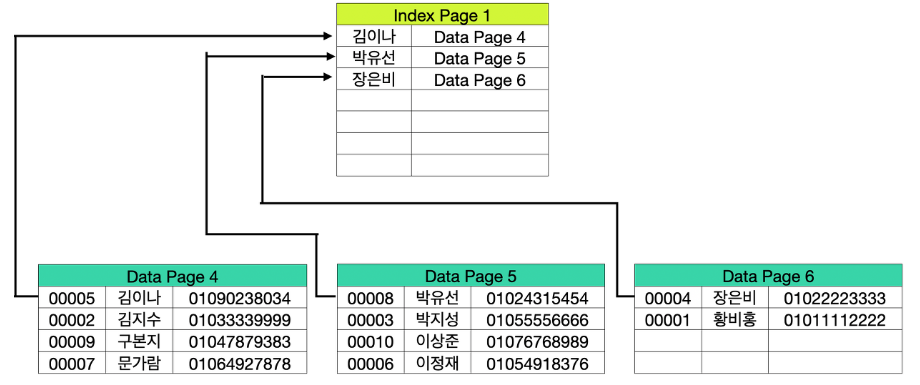 Index Page 1
김이나 Data Page 4
박유선 Data Page 5
장은비 Data Page 6
Data Page 4
00005 김이나 01090238034
00002 김지수 01033339999
00009 구본지 01047879383
00007 문가람 01064927878
Data Page 5
00008 박유선 01024315454
00003 박지성 01055556666
00010 이상준 01076768989
00006 이정재 01054918376
Data Page 6
00004 장은비 01022223333
00001 황비홍 01011112222